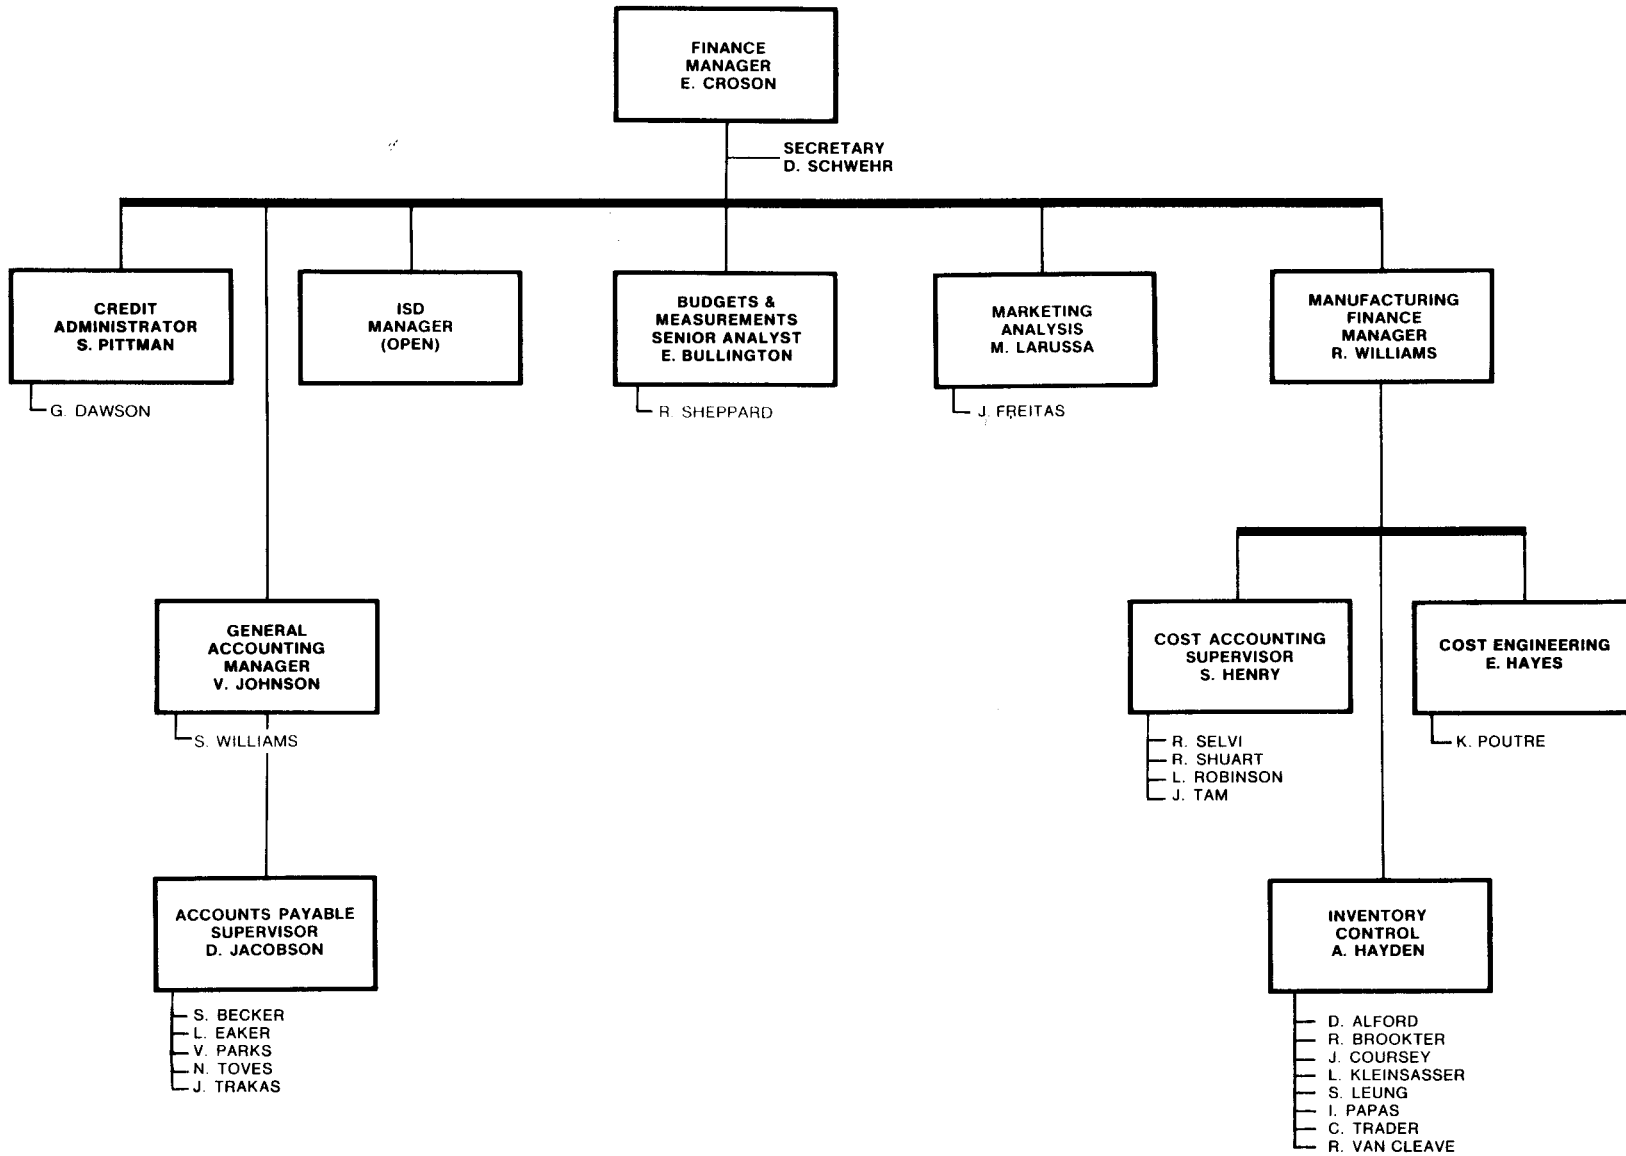 FINANCE
MANAGER
E. CROSON
SECRETARY
D. SCHWEHR
CREDIT
ADMINISTRATOR
S. PITTMAN
G. DAWSON
ISD
MANAGER
(OPEN)
BUDGETS &
MEASUREMENTS
SENIOR ANALYST
E. BULLINGTON
R. SHEPPARD
MARKETING
ANALYSIS
M. LARUSSA
J. FREITAS
MANUFACTURING
FINANCE
MANAGER
R. WILLIAMS
GENERAL
ACCOUNTING
MANAGER
V. JOHNSON
S. WILLIAMS
COST ACCOUNTING
SUPERVISOR
S. HENRY
R. SELVI
R. SHUART
L. ROBINSON
J. TAM
COST ENGINEERING
E. HAYES
K. POUTRE
ACCOUNTS PAYABLE
SUPERVISOR
D. JACOBSON
S. BECKER
L. EAKER
V. PARKS
N. TOVES
J. TRAKAS
INVENTORY
CONTROL
A. HAYDEN
D. ALFORD
R. BROOKTER
J. COURSEY
L. KLEINSASSER
S. LEUNG
I. PAPAS
C. TRADER
R. VAN CLEAVE